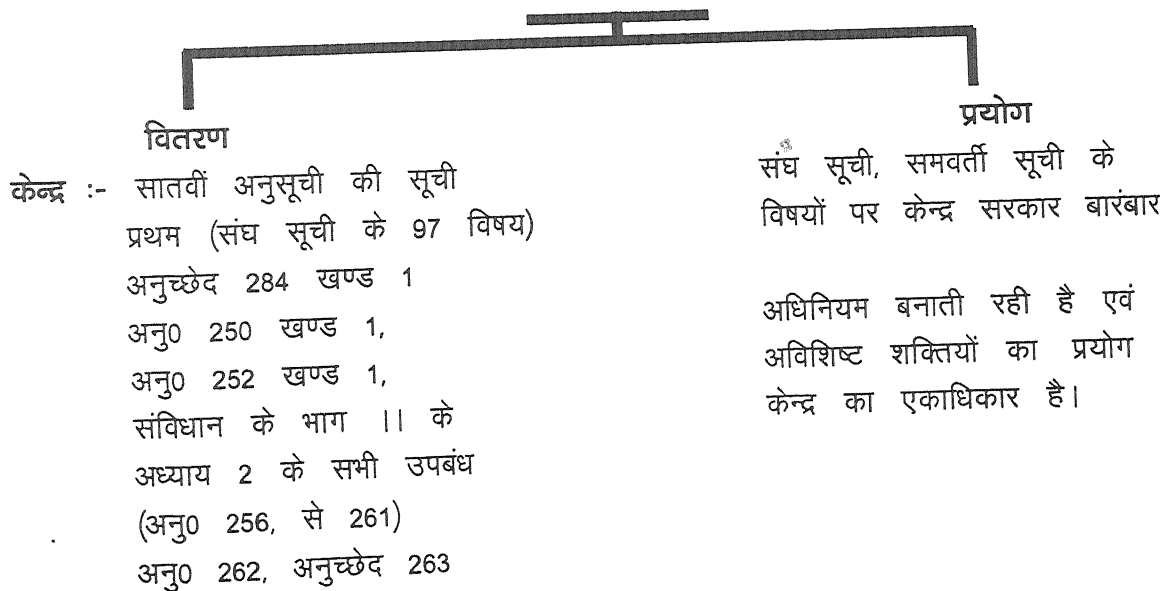 वितरण
केन्द्र :- सातवीं अनुसूची की सूची
प्रथम (संघ सूची के 97 विषय)
अनुच्छेद 284 खण्ड 1
अनु0 250 खण्ड 1,
अनु0 252 खण्ड 1,
संविधान के भाग II के
अध्याय 2 के सभी उपबंध
(अनु0 256, से 261)
अनु0 262, अनुच्छेद 263
प्रयोग
संघ सूची, समवर्ती सूची के
विषयों पर केन्द्र सरकार बारंबार
अधिनियम बनाती रही है एवं
अविशिष्ट शक्तियों का प्रयोग
केन्द्र का एकाधिकार है।